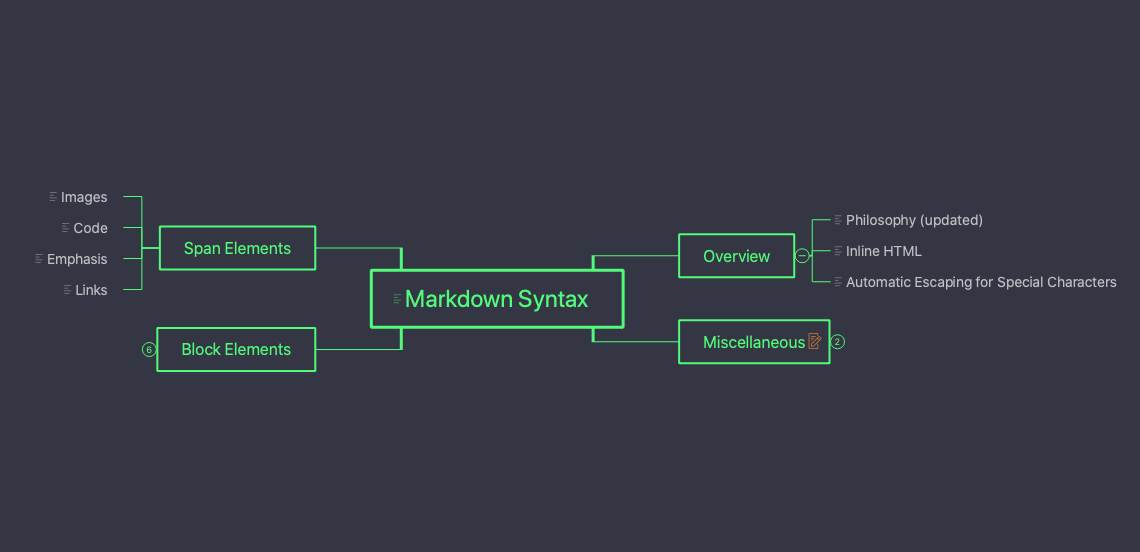 Images
Code
Emphasis
Links
Span Elements
6
Block Elements
Markdown Syntax
Overview
Philosophy (updated)
Inline HTML
Automatic Escaping for Special Characters
Miscellaneous
2